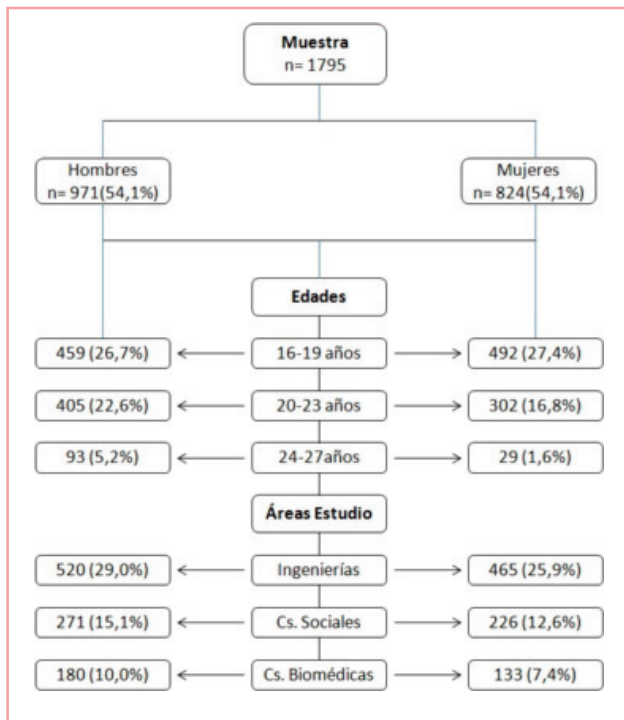 Muestra
n= 1795
Hombres
n= 971(54,1%)
Mujeres
n= 824(54,1%)
Edades
459 (26,7%)
16-19 años
492 (27,4%)
405 (22,6%)
20-23 años
302 (16,8%)
93 (5,2%)
24-27años
29 (1,6%)
Áreas Estudio
520 (29,0%)
Ingenierías
465 (25,9%)
271 (15,1%)
Cs. Sociales
226 (12,6%)
180 (10,0%)
Cs. Biomédicas
133 (7,4%)